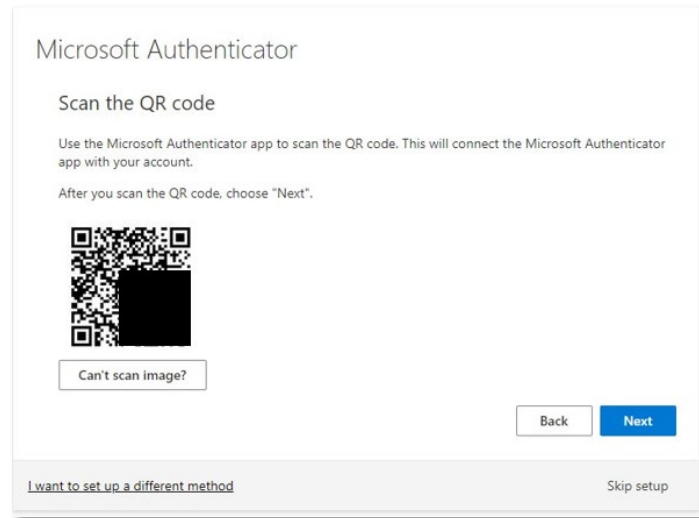 Microsoft Authenticator
Scan the QR code
Use the Microsoft Authenticator app to scan the QR code. This will connect the Microsoft Authenticator
app with your account.
After you scan the QR code, choose "Next".
Can't scan image?
Back Next
I want to set up a different method Skip setup